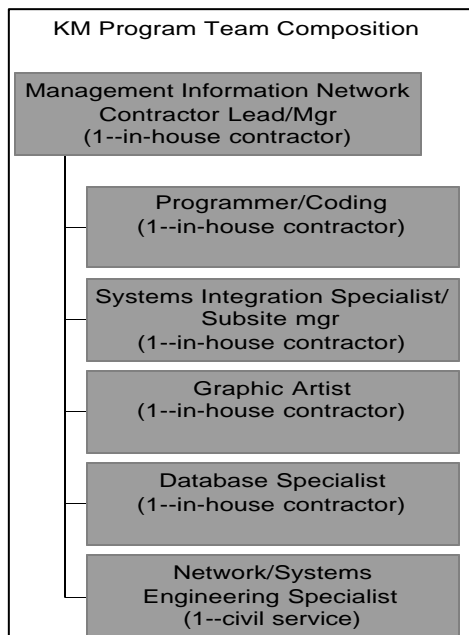 KM Program Team Composition
Management Information Network
Contractor Lead/Mgr
(1--in-house contractor)
Programmer/Coding
(1--in-house contractor)
Systems Integration Specialist/
Subsite mgr
(1--in-house contractor)
Graphic Artist
(1--in-house contractor)
Database Specialist
(1--in-house contractor)
Network/Systems
Engineering Specialist
(1--civil service)